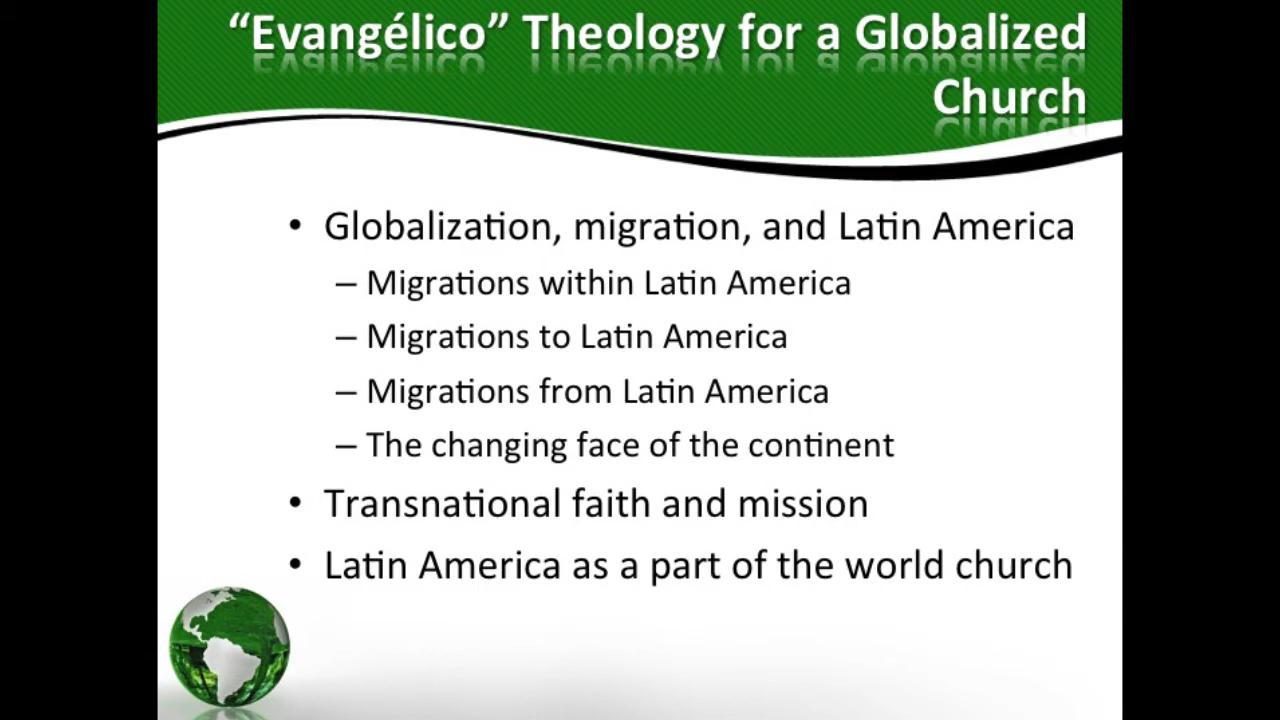 “Evangélico” Theology for a Globalized
Church
• Globalization, migration, and Latin America
– Migrations within Latin America
– Migrations to Latin America
– Migrations from Latin America
– The changing face of the continent
• Transnational faith and mission
• Latin America as a part of the world church